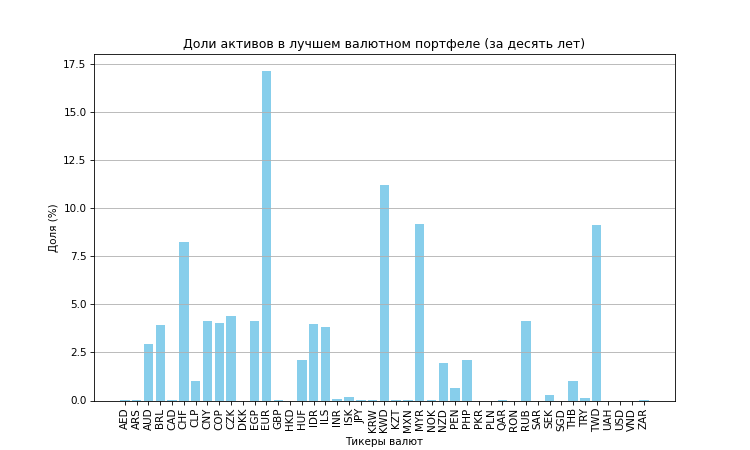 Доли активов в лучшем валютном портфеле (за десять лет)
17.5
15.0
12.5
10.0
7.5
5.0
2.5
0.0
Доля (%)
AED ARS AUD BRL CAD CHF CLP CNY COP CZK DKK EGP EUR GBP HKD HUF IDR ILS INR ISK JPY KRW KWD KZT MXN MYR NOK NZD PEN PHP PKR PLN QAR RON RUB SAR SEK SGD THB TRY TWD UAH USD VND ZAR
Тикеры валют